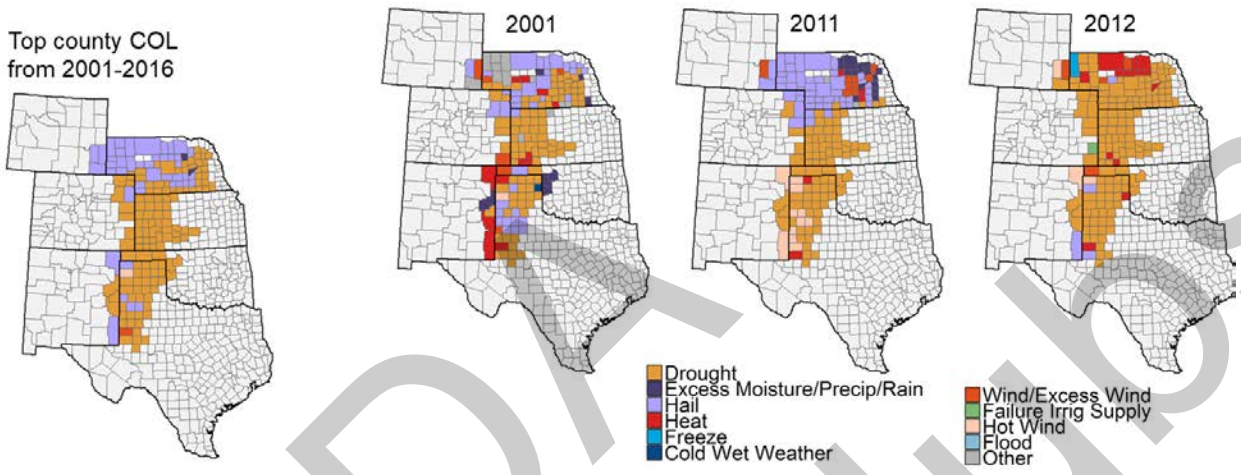 Top county COL
from 2001-2016
2001
2011
2012
Drought
Excess Moisture/Precip/Rain
Hail
Heat
Freeze
Cold Wet Weather
Wind/Excess Wind
Failure Irrig Supply
Hot Wind
Flood
Other